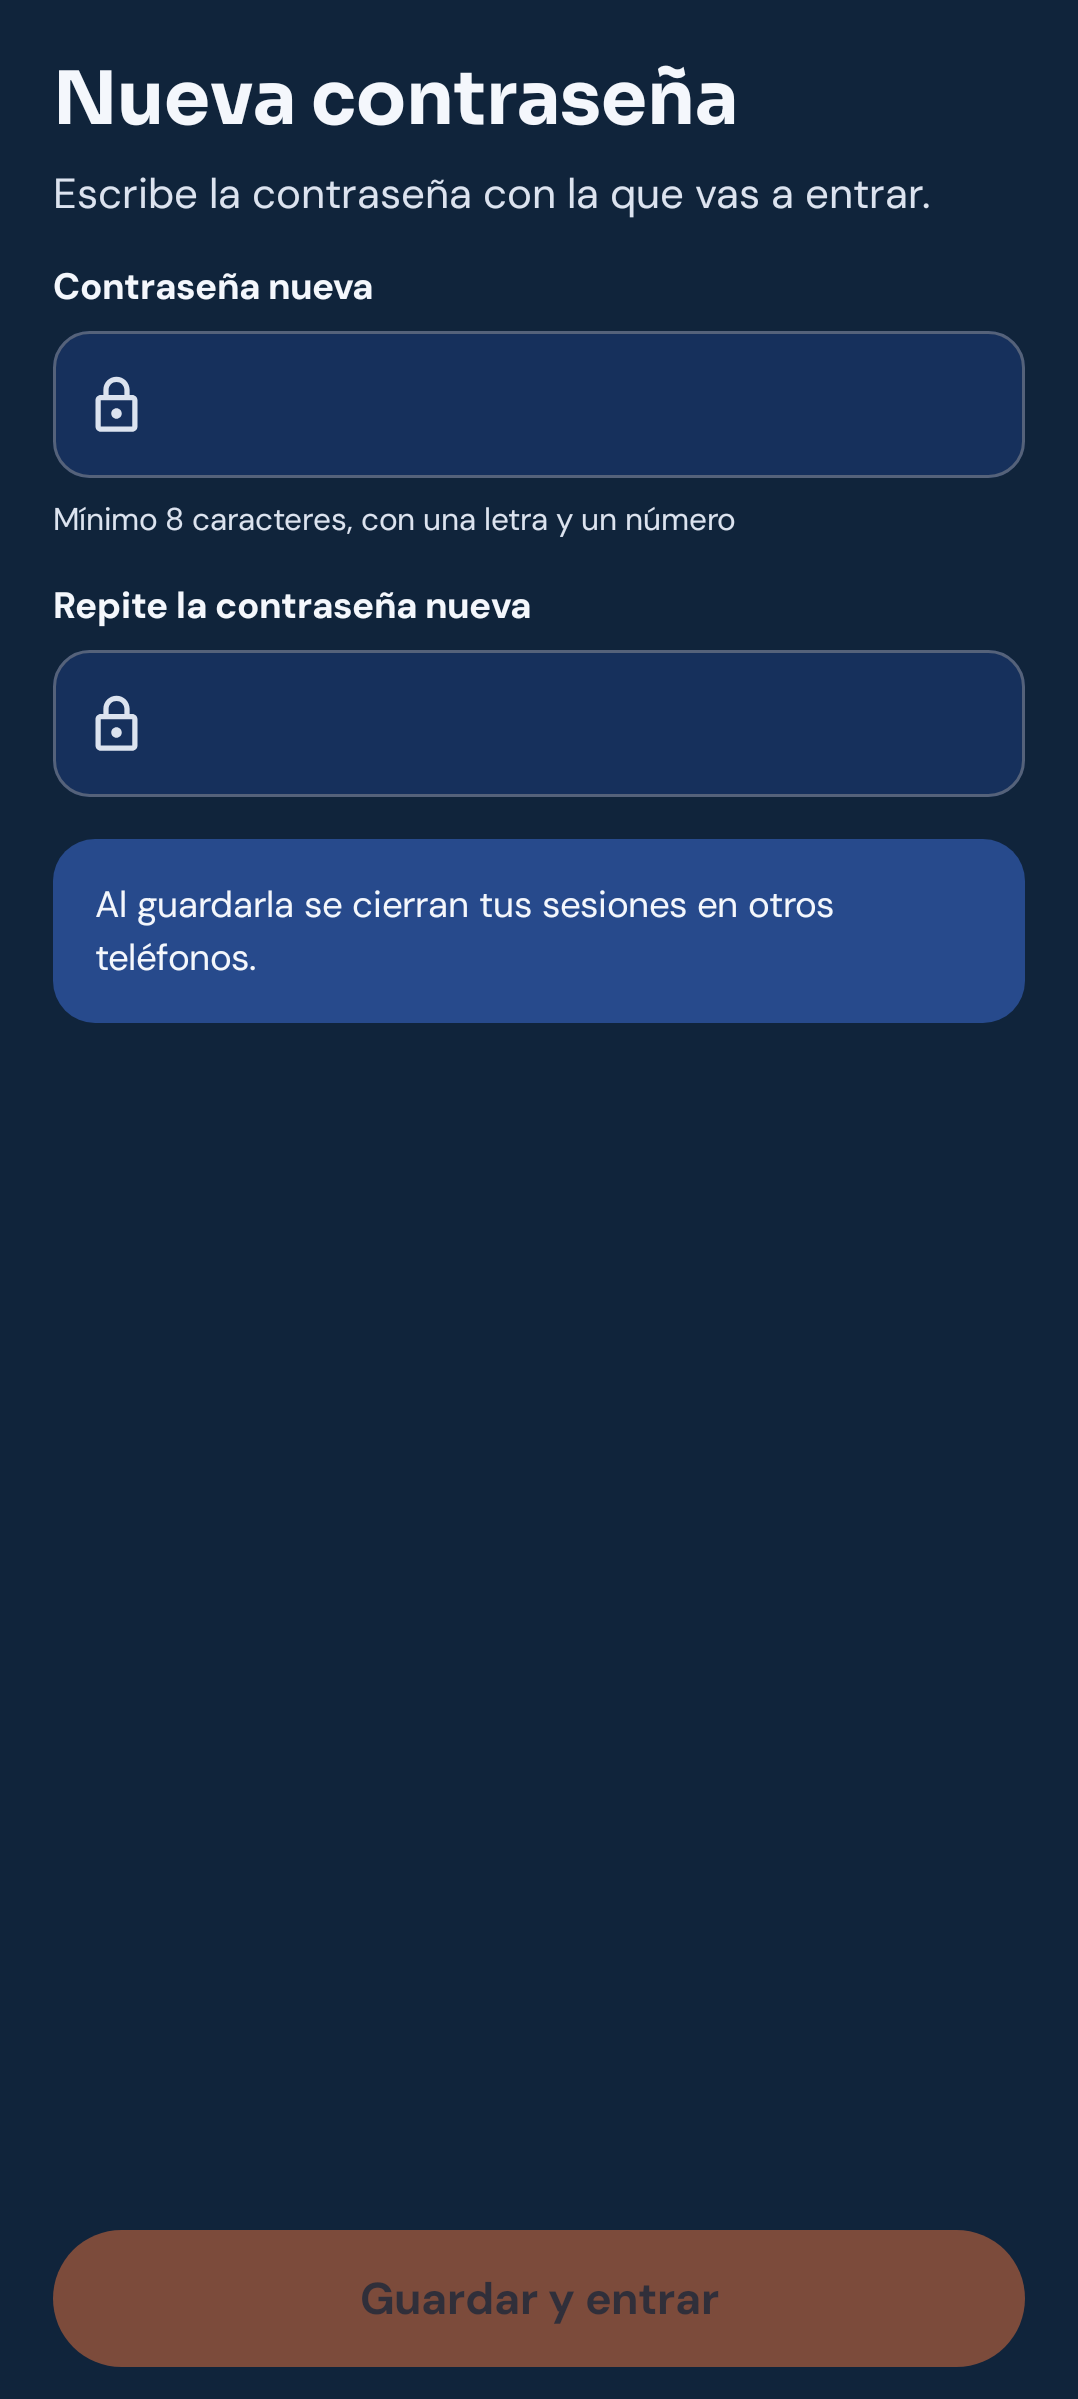 Nueva contraseña
Escribe la contraseña con la que vas a entrar.
Contraseña nueva
Mínimo 8 caracteres, con una letra y un número
Repite la contraseña nueva
Al guardarla se cierran tus sesiones en otros
teléfonos.
Guardar y entrar